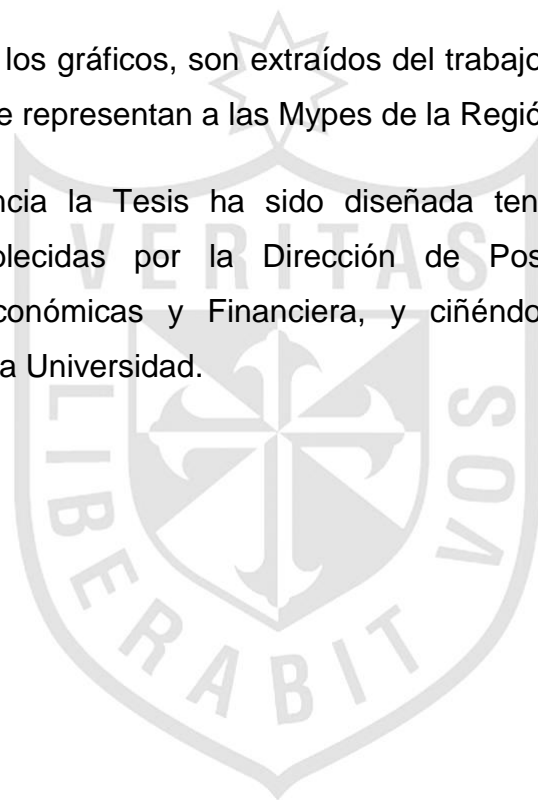 los gráficos, son extraídos del trabajo
e representan a las Mypes de la Regió
ncia la Tesis ha sido diseñada ten
olecidas por la Dirección de Pos
conómicas y Financiera, y ciñéndo
a Universidad.
VERITAS
LIBERABIT
VOS